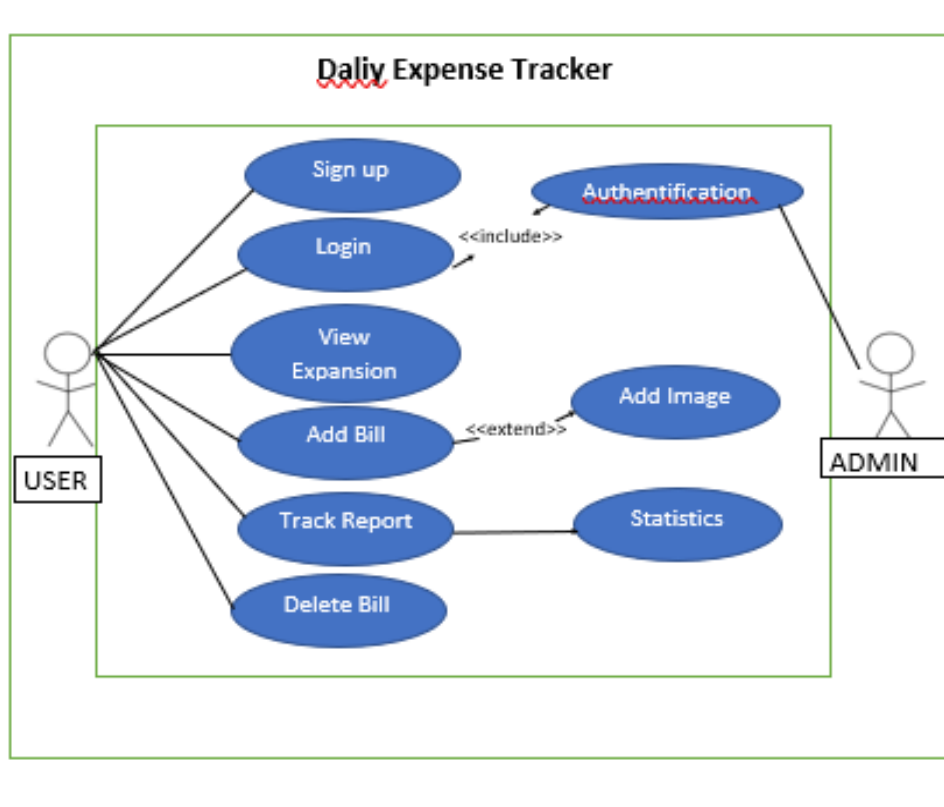 Daliy Expense Tracker
Sign up
Authentification
<<include>>
Login
View
Expansion
Add Image
<<extend>>
Add Bill
USER
ADMIN
Track Report
Statistics
Delete Bill